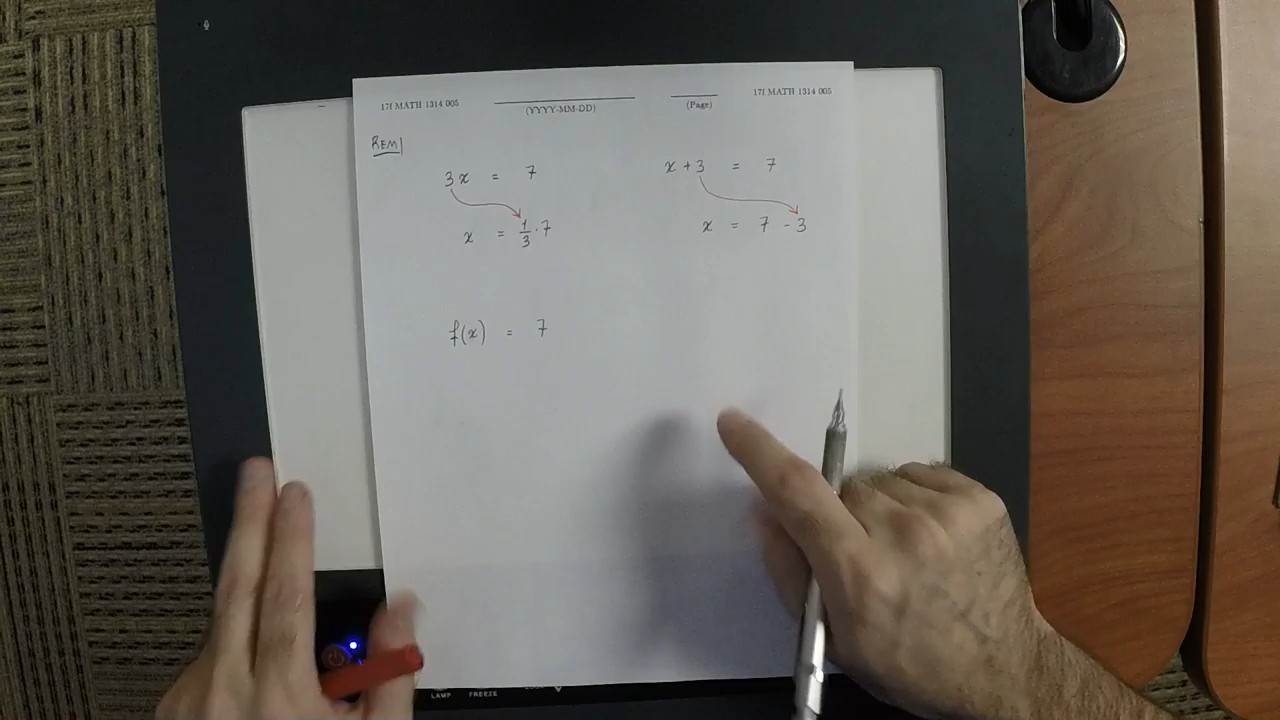 17f MATH 1314 005 (YYYY-MM-DD) (Page) 17f MATH 1314 005
REM
3x = 7
x = 1/3 · 7
x + 3 = 7
x = 7 - 3
f(x) = 7
LAMP FREEZE